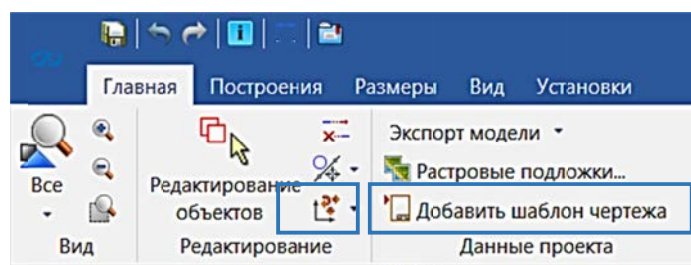 Главная Построения Размеры Вид Установки
Экспорт модели
Растровые подложки...
Все
Редактирование
объектов
Добавить шаблон чертежа
Вид Редактирование Данные проекта